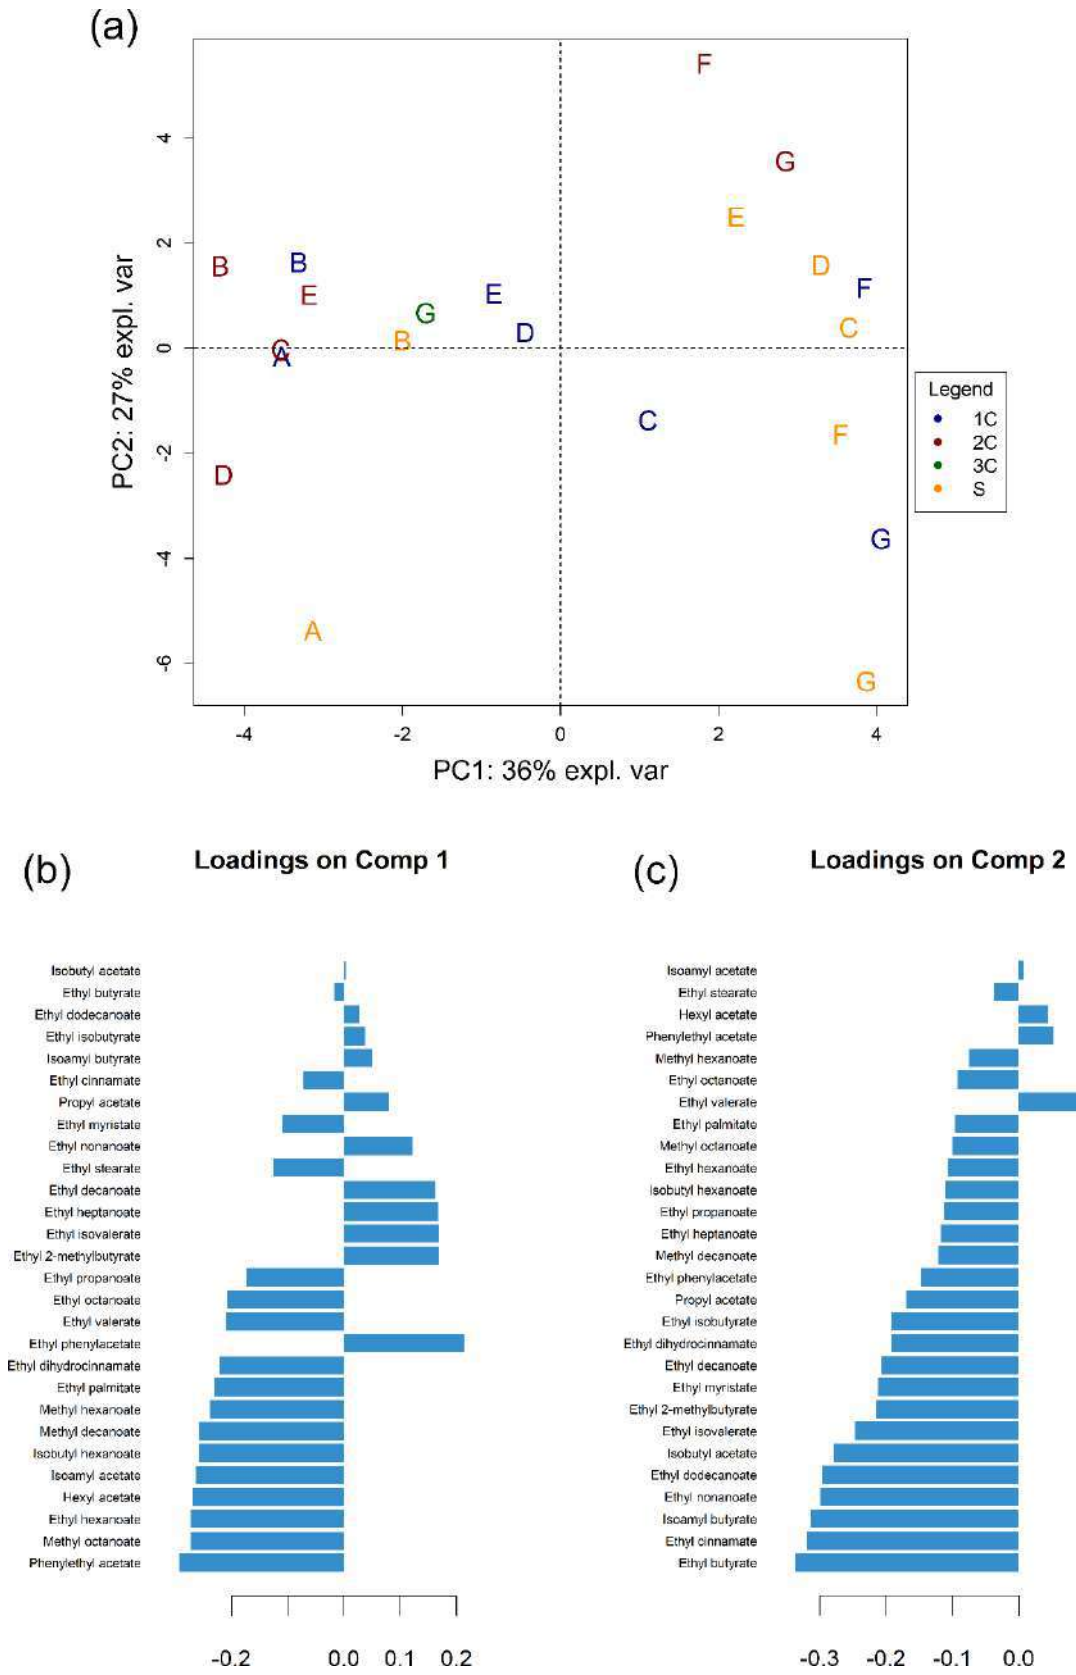 (a)
F
4
G
E
2
B
B
D
E
E
F
G
D
C
B
0
C
A
C
F
-2
D
G
-4
A
-6
G
-4 -2 0 2 4
PC2: 27% expl. var
PC1: 36% expl. var
Legend
1C
2C
3C
S
(b)
Loadings on Comp 1
Isobutyl acetate
Ethyl butyrate
Ethyl dodecanoate
Ethyl isobutyrate
Isoamyl butyrate
Ethyl cinnamate
Propyl acetate
Ethyl myristate
Ethyl nonanoate
Ethyl stearate
Ethyl decanoate
Ethyl heptanoate
Ethyl isovalerate
Ethyl 2-methylbutyrate
Ethyl propanoate
Ethyl octanoate
Ethyl valerate
Ethyl phenylacetate
Ethyl dihydrocinnamate
Ethyl palmitate
Methyl hexanoate
Methyl decanoate
Isobutyl hexanoate
Isoamyl acetate
Hexyl acetate
Ethyl hexanoate
Methyl octanoate
Phenylethyl acetate
-0.2 0.0 0.1 0.2
(c)
Loadings on Comp 2
Isoamyl acetate
Ethyl stearate
Hexyl acetate
Phenylethyl acetate
Methyl hexanoate
Ethyl octanoate
Ethyl valerate
Ethyl palmitate
Methyl octanoate
Ethyl hexanoate
Isobutyl hexanoate
Ethyl propanoate
Ethyl heptanoate
Methyl decanoate
Ethyl phenylacetate
Propyl acetate
Ethyl isobutyrate
Ethyl dihydrocinnamate
Ethyl decanoate
Ethyl myristate
Ethyl 2-methylbutyrate
Ethyl isovalerate
Isobutyl acetate
Ethyl dodecanoate
Ethyl nonanoate
Isoamyl butyrate
Ethyl cinnamate
Ethyl butyrate
-0.3 -0.2 -0.1 0.0